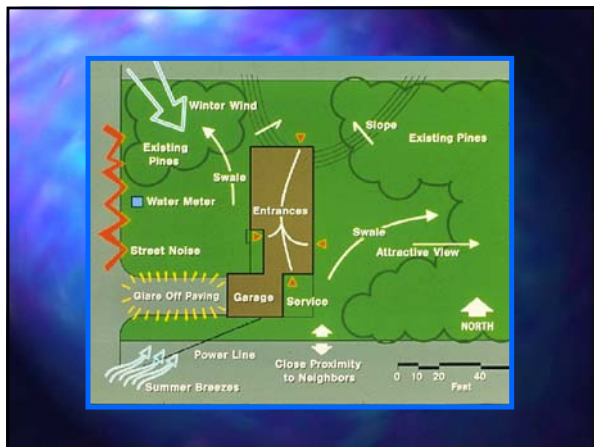 Winter Wind
Slope
Existing Pines
Existing
Pines
Swale
Water Meter
Entrances
Swale
Attractive View
Street Noise
Glare Off Paving
Garage
Service
NORTH
Power Line
Close Proximity
to Neighbors
Summer Breezes
0 10 20 40
Feet